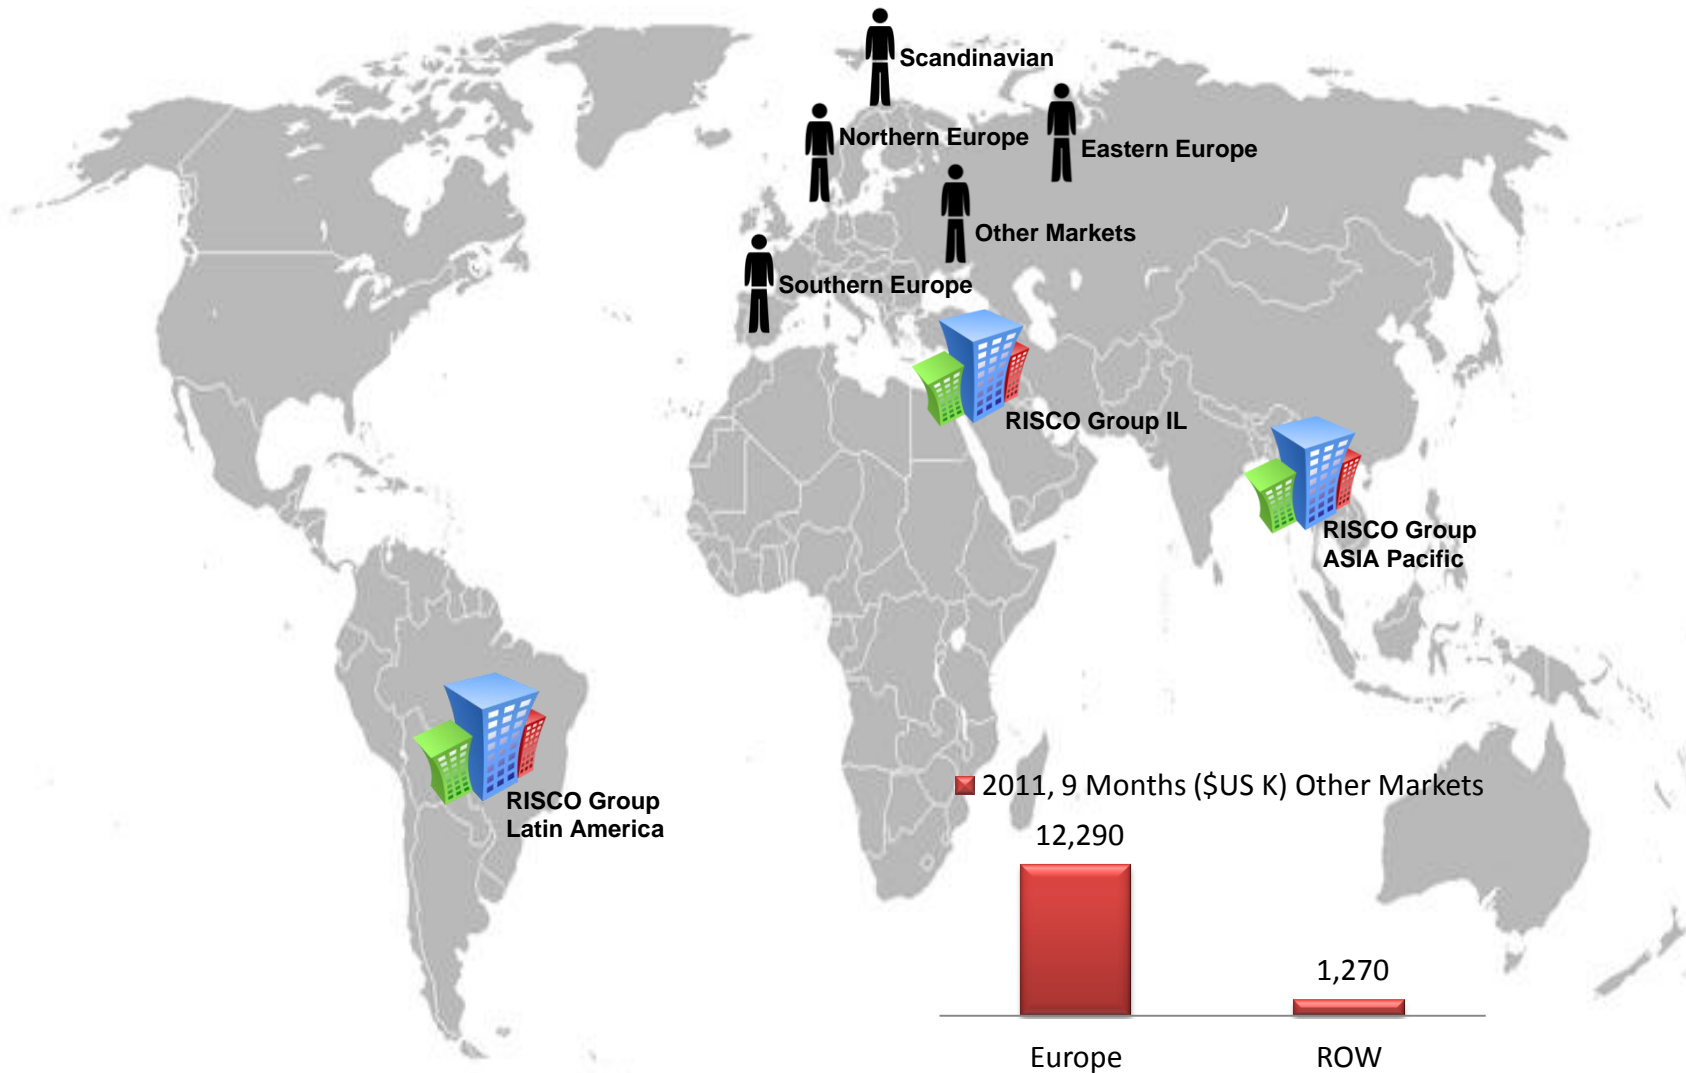 Scandinavian
Northern Europe
Eastern Europe
Other Markets
Southern Europe
RISCO Group IL
RISCO Group
ASIA Pacific
RISCO Group
Latin America
2011, 9 Months ($US K) Other Markets
12,290
1,270
Europe
ROW